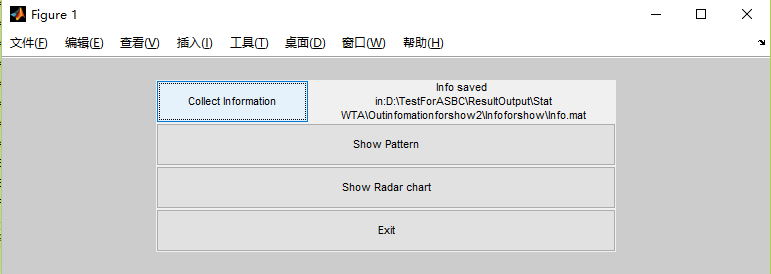 Figure 1
文件(F) 编辑(E) 查看(V) 插入(I) 工具(T) 桌面(D) 窗口(W) 帮助(H)
Info saved
Collect Information in:D:\TestForASBC\ResultOutput\Stat
WTA\Outinfomationforshow2\Infoforshow\Info.mat
Show Pattern
Show Radar chart
Exit